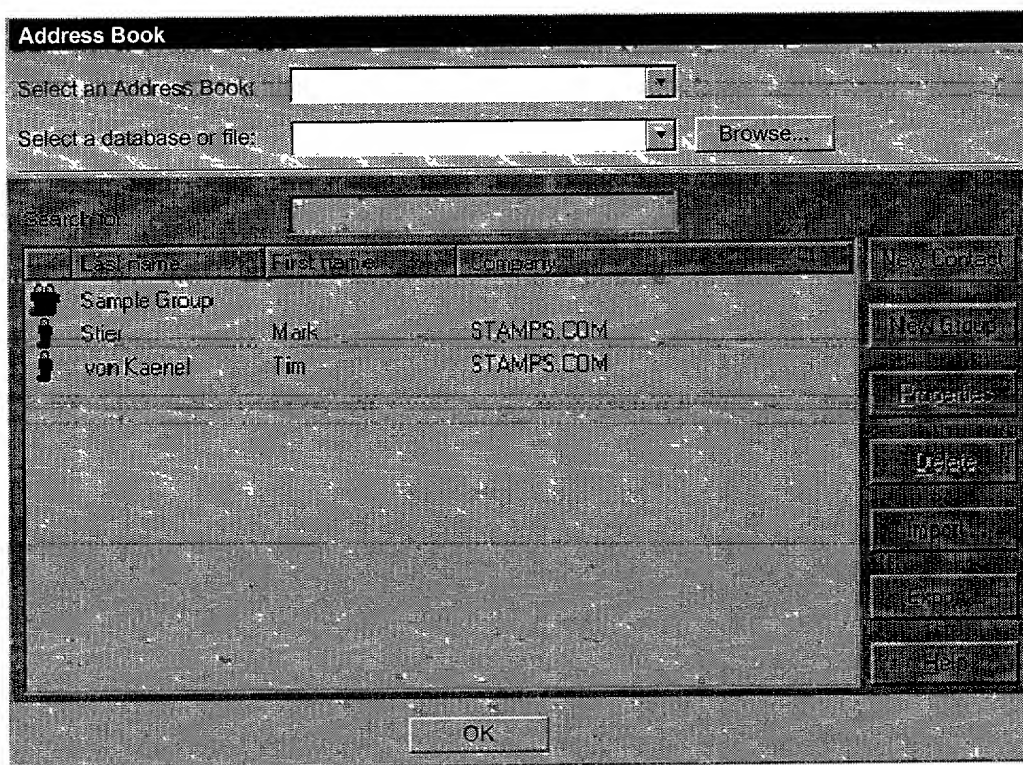 Address Book
Select an Address Book:
Select a database or file:
Browse...
Search for
Last name First name Company
Sample Group
Stier Mark STAMPS.COM
von Kaenel Tim STAMPS.COM
New Contact
New Group
Properties
Delete
Import...
Export...
Help
OK